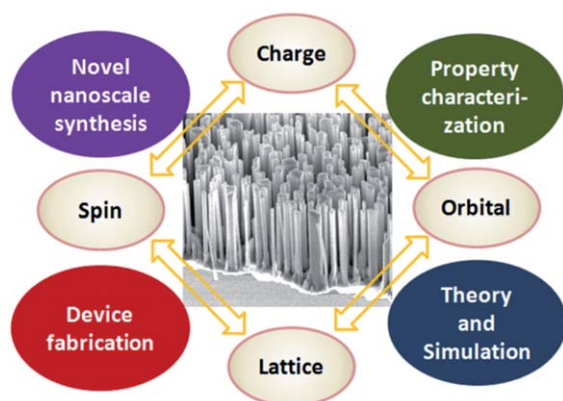 Charge
Novel
nanoscale
synthesis
Property
characteri-
zation
Spin
Orbital
Device
fabrication
Theory
and
Simulation
Lattice